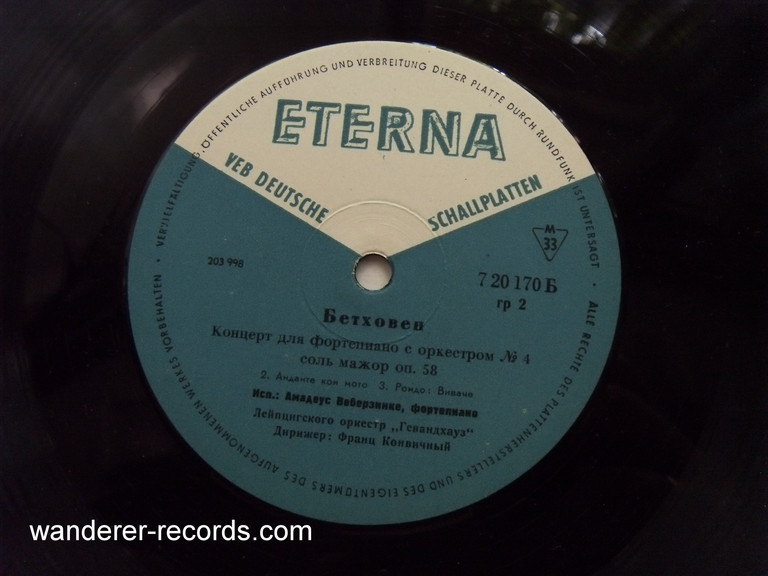 VERVIELFÄLTIGUNG, ÖFFENTLICHE AUFFÜHRUNG UND VERBREITUNG DIESER PLATTE DURCH RUNDFUNK IST UNTERSAGT · ALLE RECHTE DES PLATTENHERSTELLERS UND DES EIGENTÜMERS DES AUFGENOMMENEN WERKES VORBEHALTEN ·
ETERNA
VEB DEUTSCHE SCHALLPLATTEN
M
33
203 998
7 20 170 Б
гр 2
Бетховен
Концерт для фортепиано с оркестром № 4
соль мажор оп. 58
2. Анданте кон мото 3. Рондо: Виваче
Исп.: Амадеус Веберзинке, фортепиано
Лейпцигского оркестр „Гевандхауз“
Дирижер: Франц Конвичный
wanderer-records.com